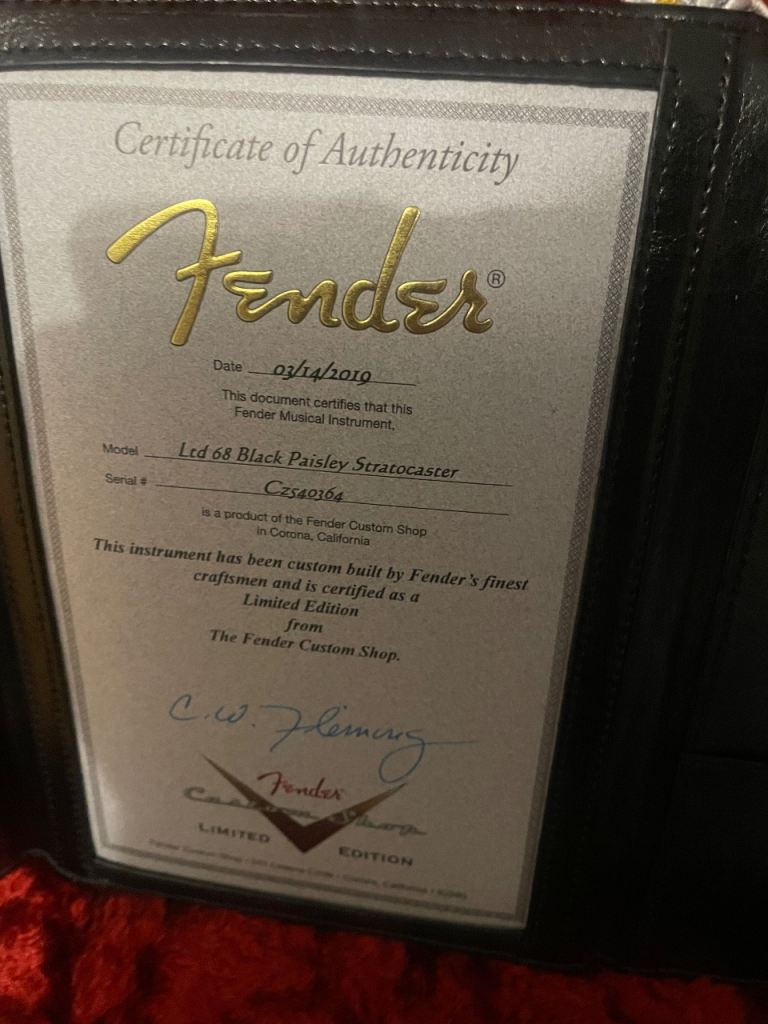 Certificate of Authenticity
Fender®
Date 03/14/2019
This document certifies that this
Fender Musical Instrument,
Model Ltd 68 Black Paisley Stratocaster
Serial # CZ540364
is a product of the Fender Custom Shop
in Corona, California
This instrument has been custom built by Fender's finest
craftsmen and is certified as a
Limited Edition
from
The Fender Custom Shop.
C.W. Fleming
Fender
Custom Shop
LIMITED EDITION